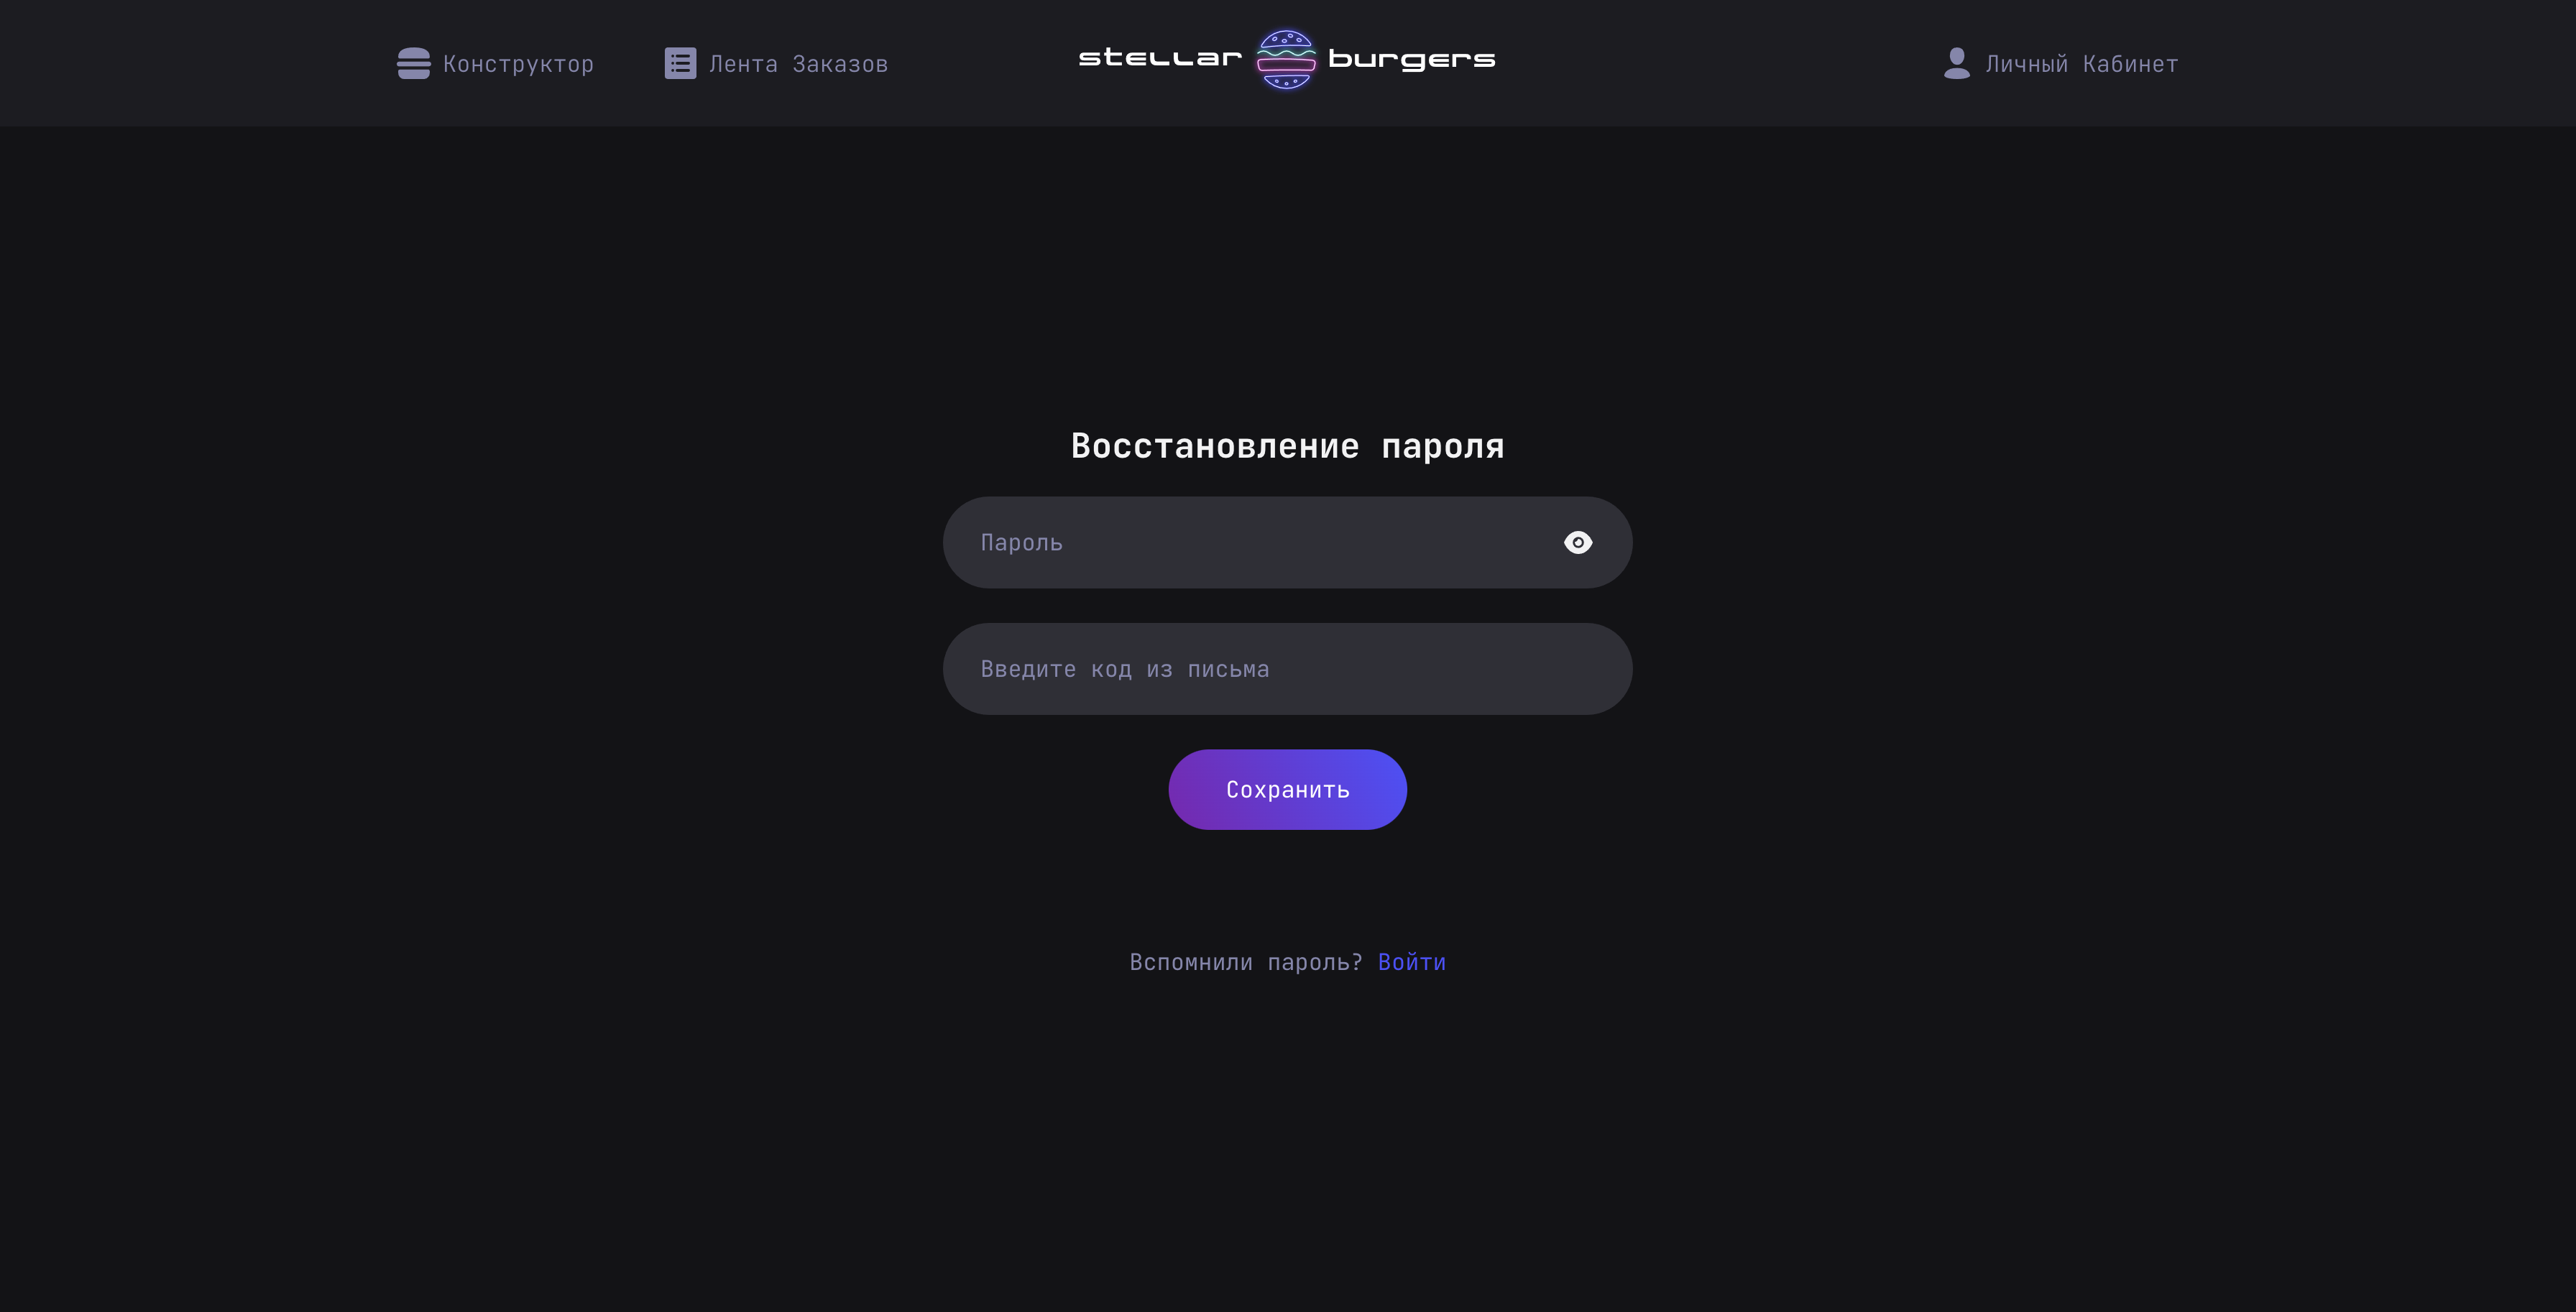 Конструктор
Лента Заказов
stellar burgers
Личный Кабинет
Восстановление пароля
Пароль
Введите код из письма
Сохранить
Вспомнили пароль? Войти